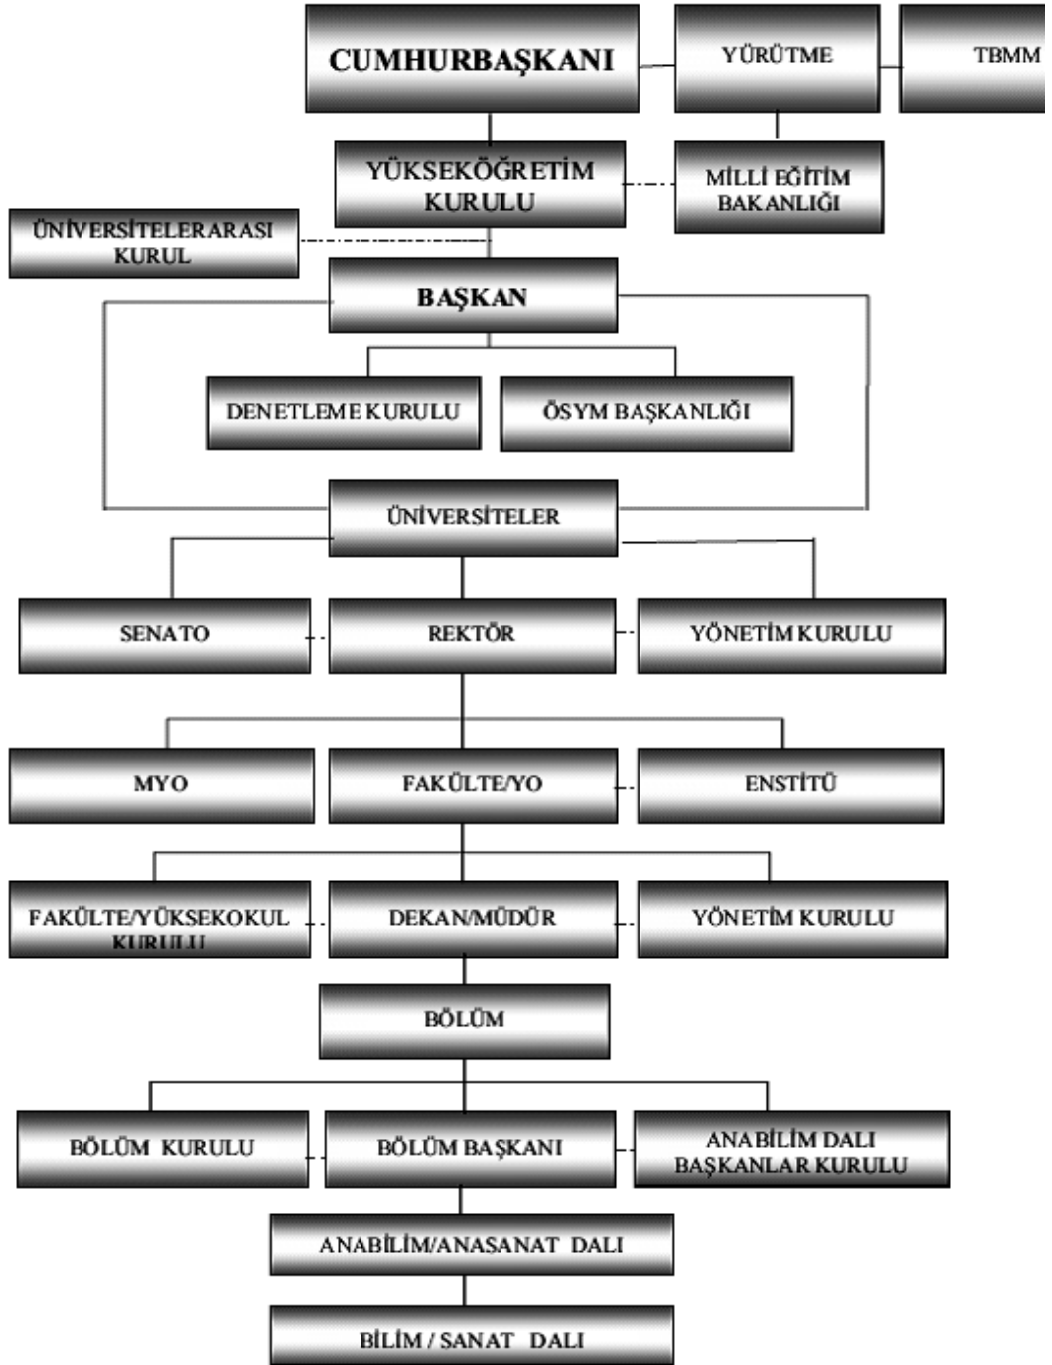 CUMHURBAŞKANI
YÜRÜTME
TBMM
YÜKSEKÖĞRETİM
KURULU
MİLLİ EĞİTİM
BAKANLIĞI
ÜNİVERSİTELERARASI
KURUL
BAŞKAN
DENETLEME KURULU
ÖSYM BAŞKANLIĞI
ÜNİVERSİTELER
SENATO
REKTÖR
YÖNETİM KURULU
MYO
FAKÜLTE/YO
ENSTİTÜ
FAKÜLTE/YÜKSEKOKUL
KURULU
DEKAN/MÜDÜR
YÖNETİM KURULU
BÖLÜM
BÖLÜM KURULU
BÖLÜM BAŞKANI
ANABİLİM DALI
BAŞKANLAR KURULU
ANABİLİM/ANASANAT DALI
BİLİM / SANAT DALI